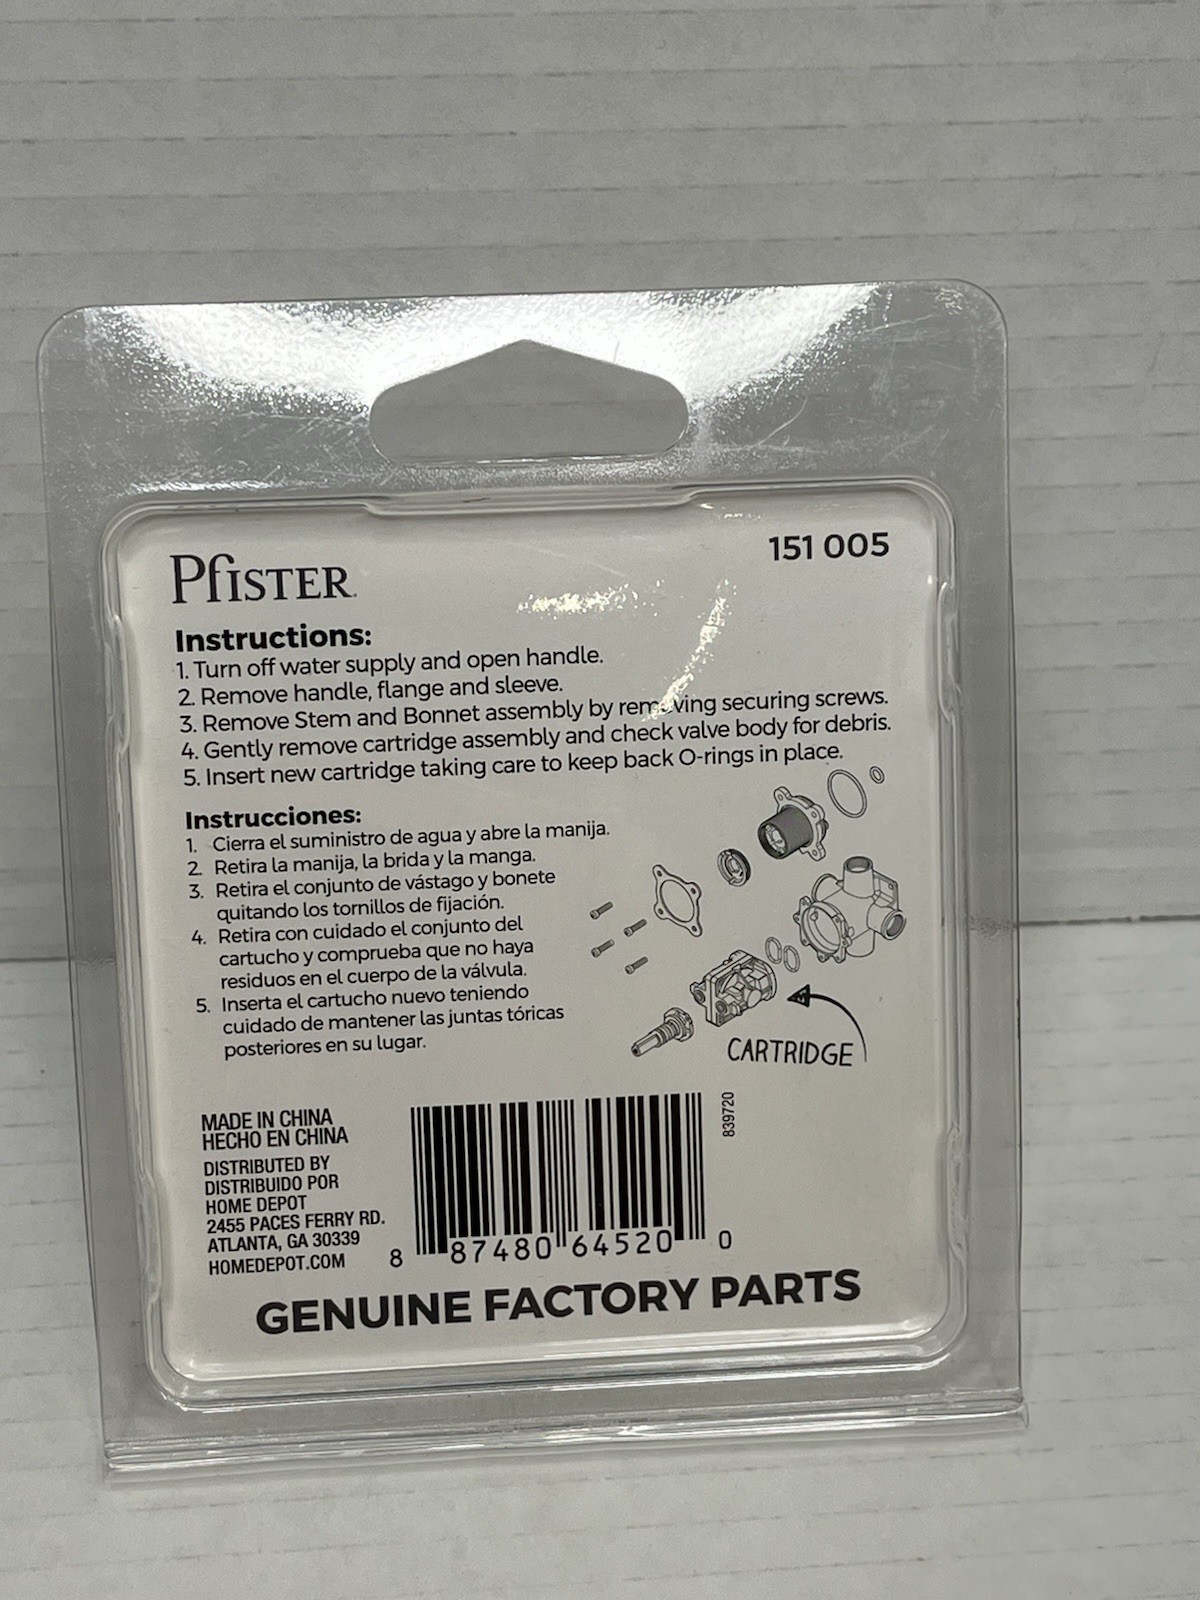 Pfister
151 005
Instructions:
1. Turn off water supply and open handle.
2. Remove handle, flange and sleeve.
3. Remove Stem and Bonnet assembly by removing securing screws.
4. Gently remove cartridge assembly and check valve body for debris.
5. Insert new cartridge taking care to keep back O-rings in place.
Instrucciones:
1. Cierra el suministro de agua y abre la manija.
2. Retira la manija, la brida y la manga.
3. Retira el conjunto de vástago y bonete
quitando los tornillos de fijación.
4. Retira con cuidado el conjunto del
cartucho y comprueba que no haya
residuos en el cuerpo de la válvula.
5. Inserta el cartucho nuevo teniendo
cuidado de mantener las juntas tóricas
posteriores en su lugar.
CARTRIDGE
MADE IN CHINA
HECHO EN CHINA
DISTRIBUTED BY
DISTRIBUIDO POR
HOME DEPOT
2455 PACES FERRY RD.
ATLANTA, GA 30339
HOMEDEPOT.COM
839720
8 87480 64520 0
GENUINE FACTORY PARTS